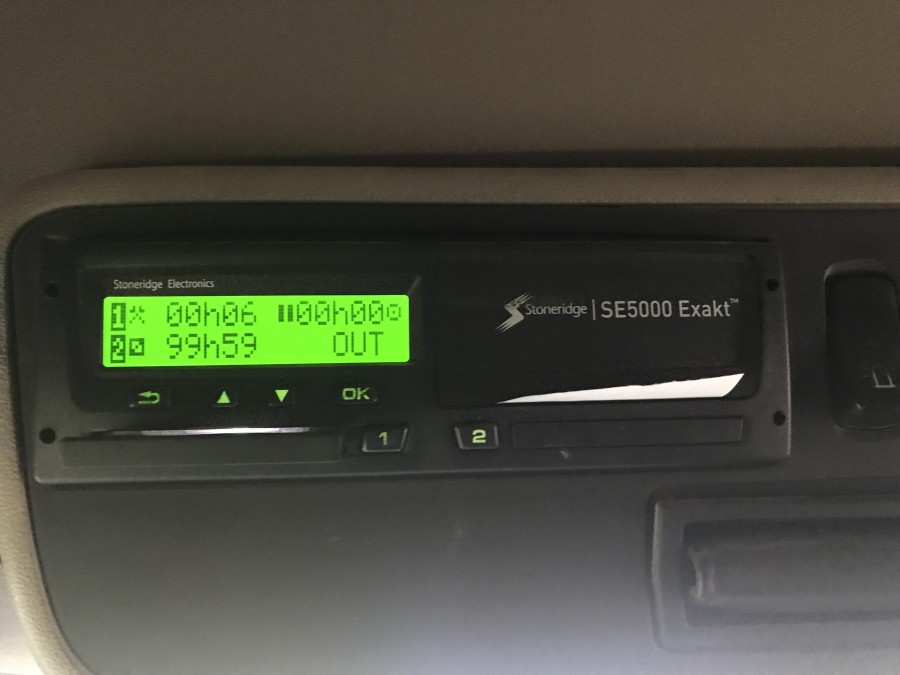 Stoneridge Electronics
1 00h06 00h00
2 99h59 OUT
Stoneridge | SE5000 Exakt™
OK
1
2